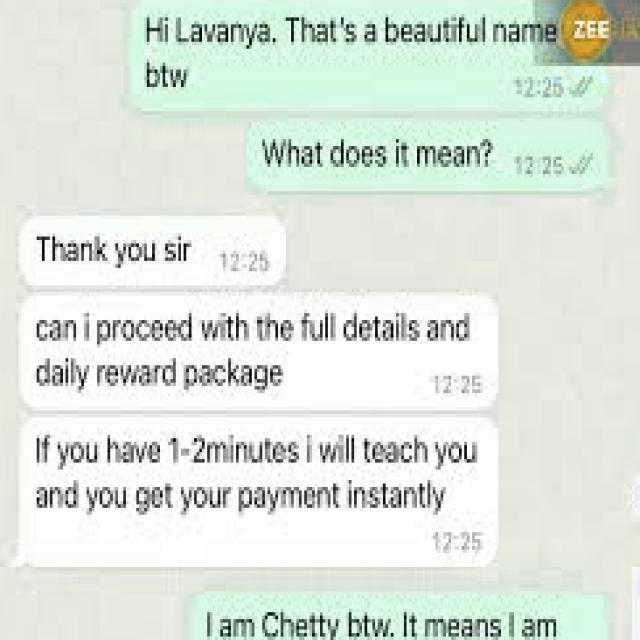 Hi Lavanya. That's a beautiful name
btw
12:25
What does it mean? 12:25
ZEE
Thank you sir 12:25
can i proceed with the full details and
daily reward package
12:25
If you have 1-2minutes i will teach you
and you get your payment instantly
12:25
I am Chetty btw. It means I am